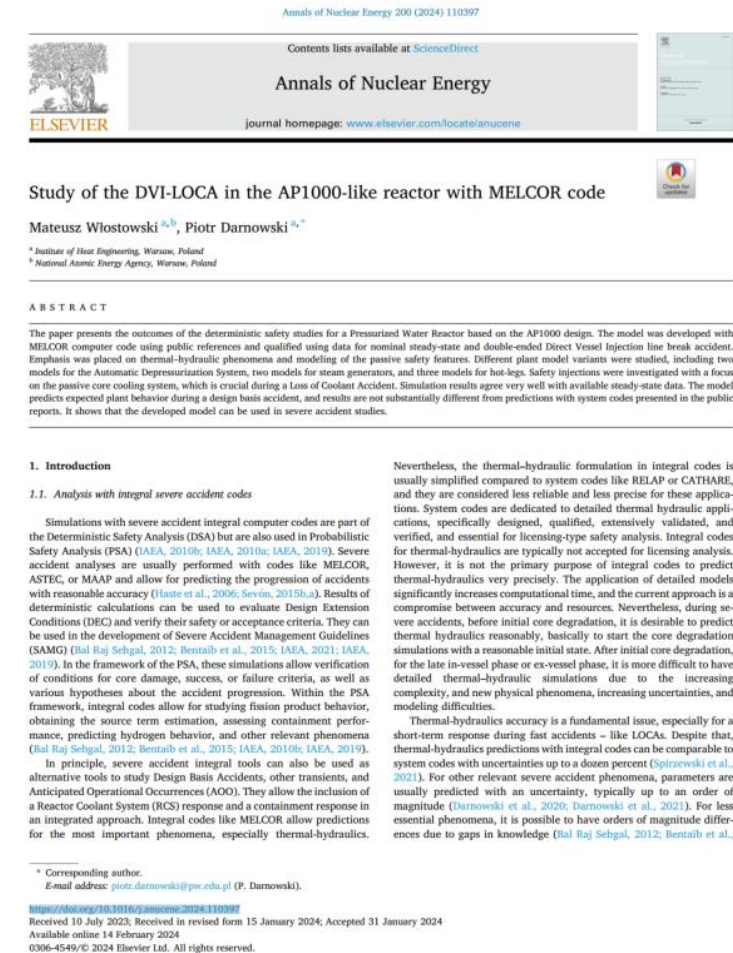 Annals of Nuclear Energy 200 (2024) 110397
Contents lists available at ScienceDirect
Annals of Nuclear Energy
journal homepage: www.elsevier.com/locate/anucene
ELSEVIER
Check for
updates
Study of the DVI-LOCA in the AP1000-like reactor with MELCOR code
Mateusz Włostowski a,b, Piotr Darnowski a,*
a Institute of Heat Engineering, Warsaw, Poland
b National Atomic Energy Agency, Warsaw, Poland
A B S T R A C T
The paper presents the outcomes of the deterministic safety studies for a Pressurized Water Reactor based on the AP1000 design. The model was developed with
MELCOR computer code using public references and qualified using data for nominal steady-state and double-ended Direct Vessel Injection line break accident.
Emphasis was placed on thermal–hydraulic phenomena and modeling of the passive safety features. Different plant model variants were studied, including two
models for the Automatic Depressurization System, two models for steam generators, and three models for hot-legs. Safety injections were investigated with a focus
on the passive core cooling system, which is crucial during a Loss of Coolant Accident. Simulation results agree very well with available steady-state data. The model
predicts expected plant behavior during a design basis accident, and results are not substantially different from predictions with system codes presented in the public
reports. It shows that the developed model can be used in severe accident studies.
1. Introduction
1.1. Analysis with integral severe accident codes
Simulations with severe accident integral computer codes are part of
the Deterministic Safety Analysis (DSA) but are also used in Probabilistic
Safety Analysis (PSA) (IAEA, 2010b; IAEA, 2010a; IAEA, 2019). Severe
accident analyses are usually performed with codes like MELCOR,
ASTEC, or MAAP and allow for predicting the progression of accidents
with reasonable accuracy (Haste et al., 2006; Sevón, 2015b,a). Results of
deterministic calculations can be used to evaluate Design Extension
Conditions (DEC) and verify their safety or acceptance criteria. They can
be used in the development of Severe Accident Management Guidelines
(SAMG) (Bal Raj Sehgal, 2012; Bentaïb et al., 2015; IAEA, 2021; IAEA,
2019). In the framework of the PSA, these simulations allow verification
of conditions for core damage, success, or failure criteria, as well as
various hypotheses about the accident progression. Within the PSA
framework, integral codes allow for studying fission product behavior,
obtaining the source term estimation, assessing containment perfor-
mance, predicting hydrogen behavior, and other relevant phenomena
(Bal Raj Sehgal, 2012; Bentaïb et al., 2015; IAEA, 2010b; IAEA, 2019).
In principle, severe accident integral tools can also be used as
alternative tools to study Design Basis Accidents, other transients, and
Anticipated Operational Occurrences (AOO). They allow the inclusion of
a Reactor Coolant System (RCS) response and a containment response in
an integrated approach. Integral codes like MELCOR allow predictions
for the most important phenomena, especially thermal-hydraulics.
Nevertheless, the thermal–hydraulic formulation in integral codes is
usually simplified compared to system codes like RELAP or CATHARE,
and they are considered less reliable and less precise for these applica-
tions. System codes are dedicated to detailed thermal hydraulic appli-
cations, specifically designed, qualified, extensively validated, and
verified, and essential for licensing-type safety analysis. Integral codes
for thermal-hydraulics are typically not accepted for licensing analysis.
However, it is not the primary purpose of integral codes to predict
thermal-hydraulics very precisely. The application of detailed models
significantly increases computational time, and the current approach is a
compromise between accuracy and resources. Nevertheless, during se-
vere accidents, before initial core degradation, it is desirable to predict
thermal hydraulics reasonably, basically to start the core degradation
simulations with a reasonable initial state. After initial core degradation,
for the late in-vessel phase or ex-vessel phase, it is more difficult to have
detailed thermal–hydraulic simulations due to the increasing
complexity, and new physical phenomena, increasing uncertainties, and
modeling difficulties.
Thermal-hydraulics accuracy is a fundamental issue, especially for a
short-term response during fast accidents – like LOCAs. Despite that,
thermal-hydraulics predictions with integral codes can be comparable to
system codes with uncertainties up to a dozen percent (Spirzewski et al.,
2021). For other relevant severe accident phenomena, parameters are
usually predicted with an uncertainty, typically up to an order of
magnitude (Darnowski et al., 2020; Darnowski et al., 2021). For less
essential phenomena, it is possible to have orders of magnitude differ-
ences due to gaps in knowledge (Bal Raj Sehgal, 2012; Bentaïb et al.,
* Corresponding author.
E-mail address: piotr.darnowski@pw.edu.pl (P. Darnowski).
https://doi.org/10.1016/j.anucene.2024.110397
Received 10 July 2023; Received in revised form 15 January 2024; Accepted 31 January 2024
Available online 14 February 2024
0306-4549/© 2024 Elsevier Ltd. All rights reserved.